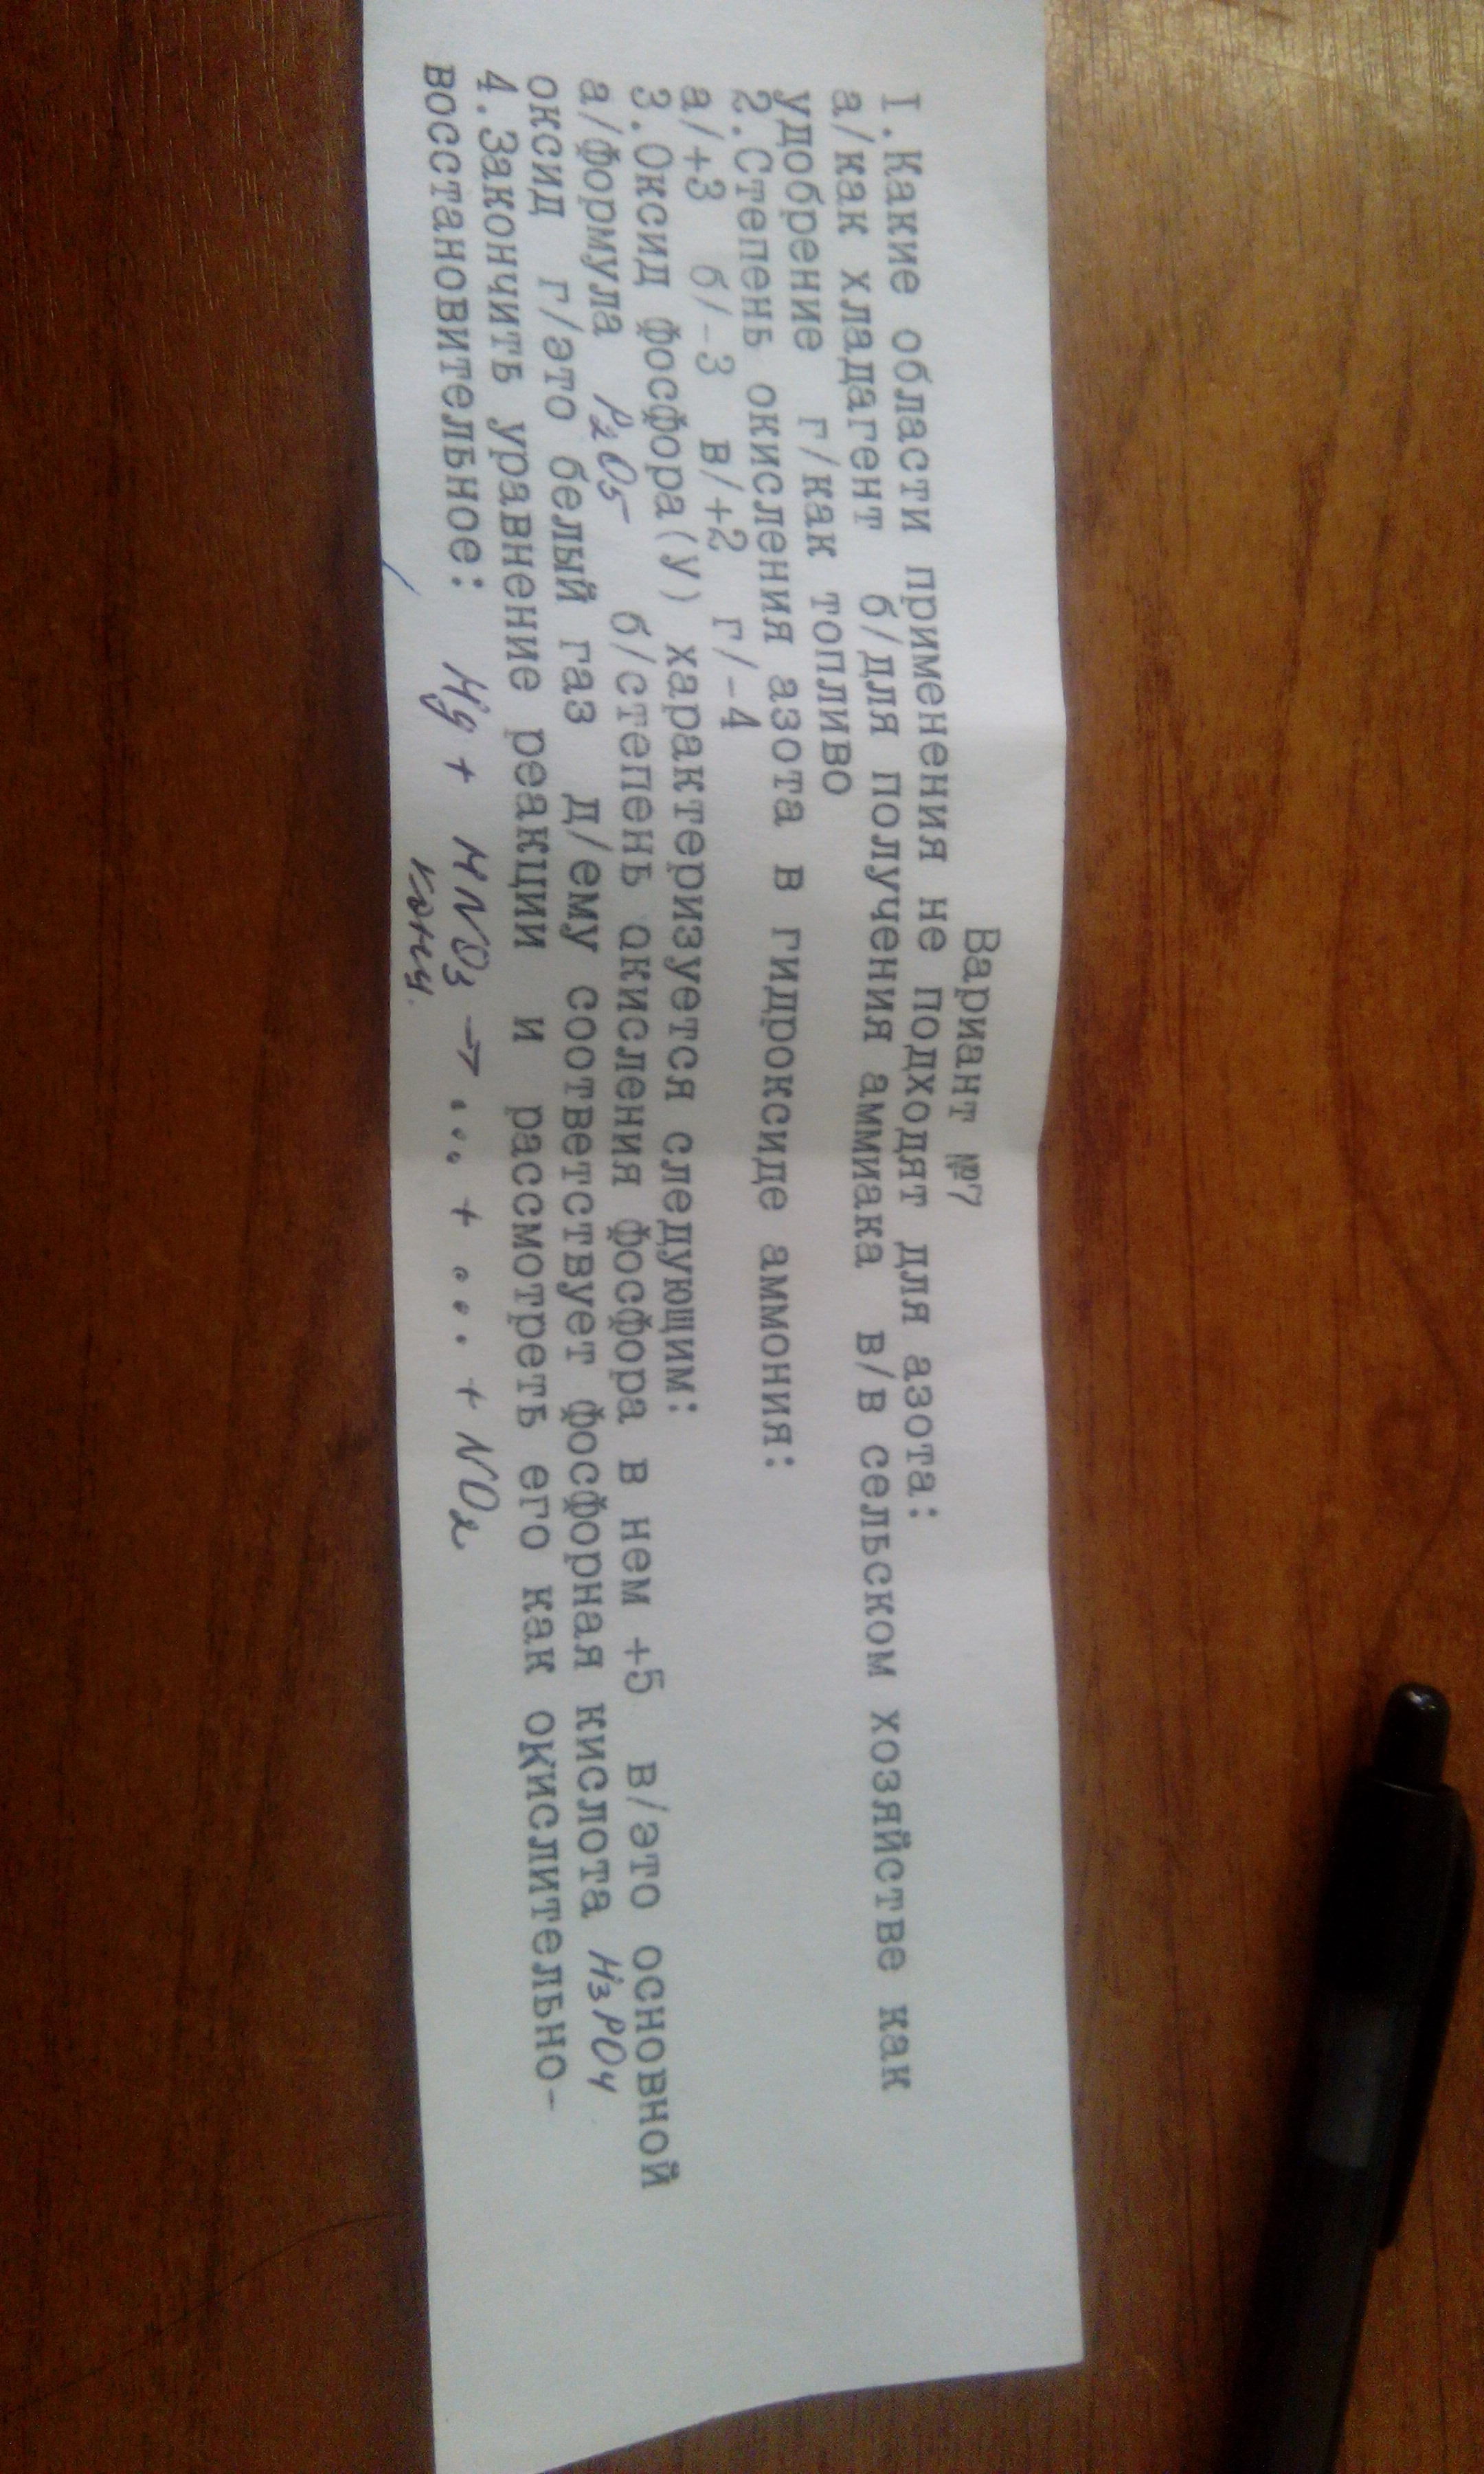 Вариант №7
I.Какие области применения не подходят для азота:
а/как хладагент б/для получения аммиака в/в сельском хозяйстве как
удобрение г/как топливо
2.Степень окисления азота в гидроксиде аммония:
а/+3 б/-3 в/+2 г/-4
3.Оксид фосфора(У) характеризуется следующим:
а/формула P2O5 б/степень окисления фосфора в нем +5 в/это основной
оксид г/это белый газ д/ему соответствует фосфорная кислота H3PO4
4.Закончить уравнение реакции и рассмотреть его как окислительно-
восстановительное: Hg + HNO3 → ... + ... + NO2
конц.